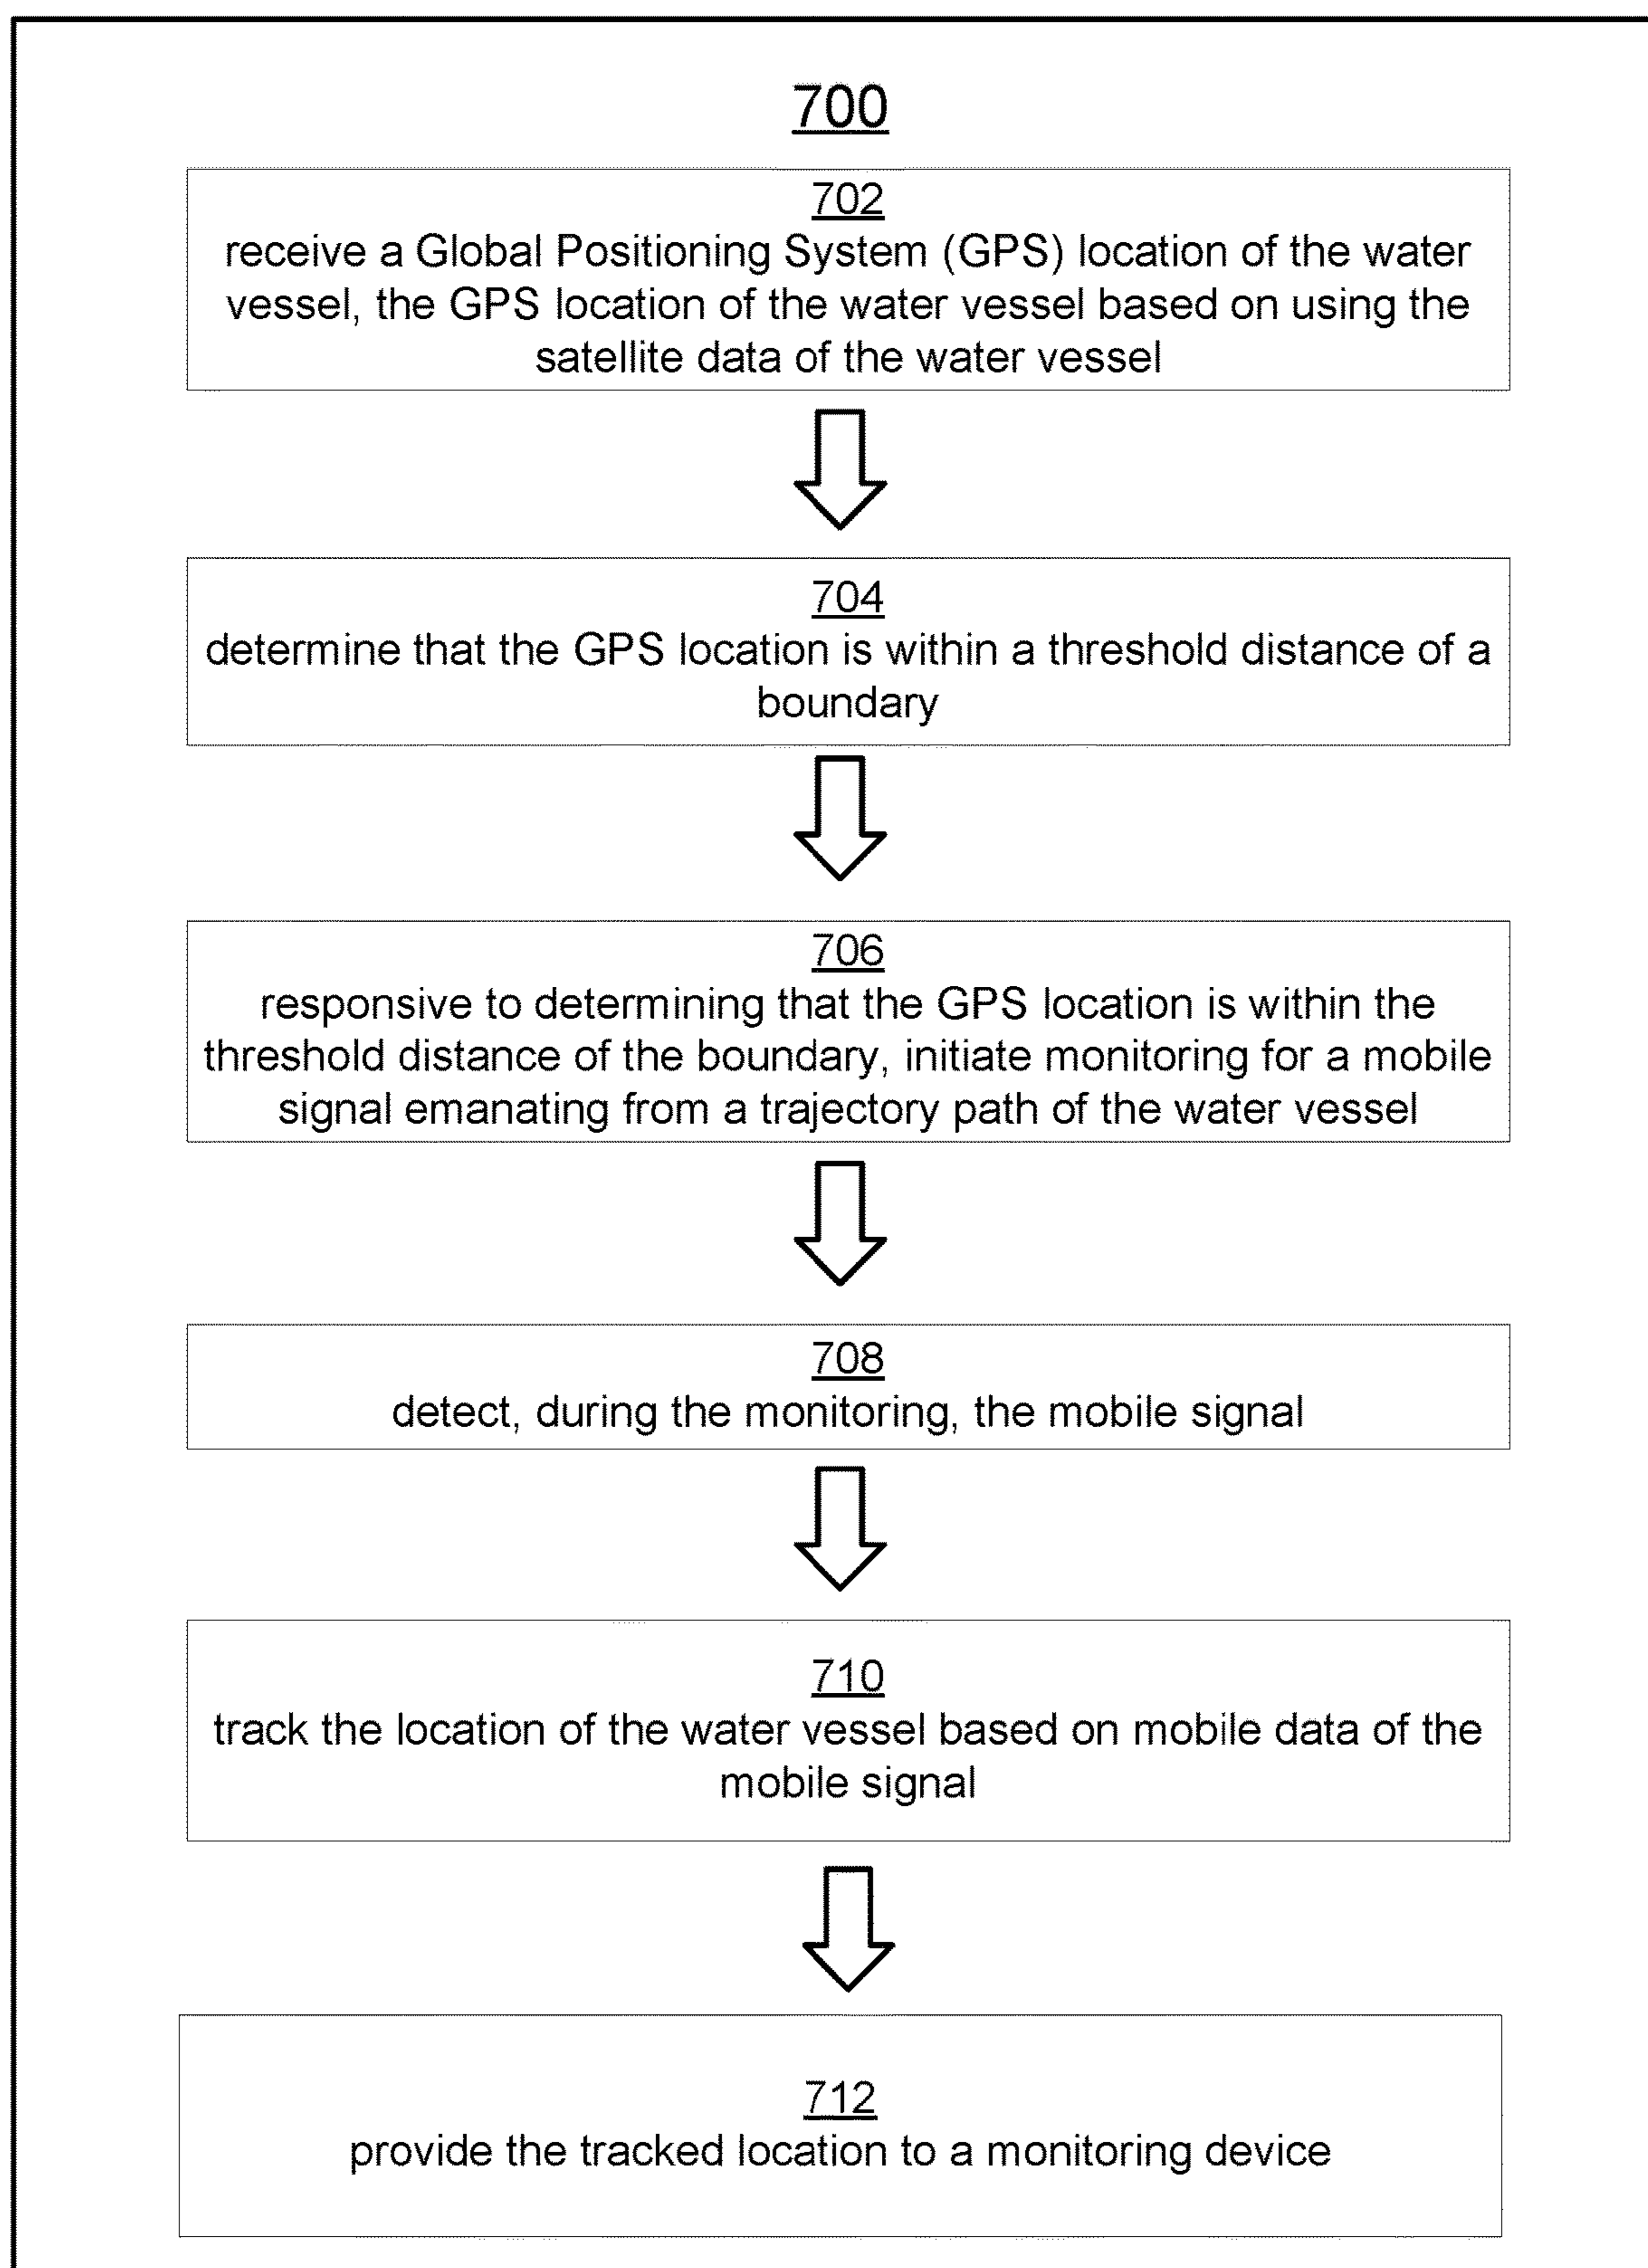 700
702
receive a Global Positioning System (GPS) location of the water
vessel, the GPS location of the water vessel based on using the
satellite data of the water vessel
704
determine that the GPS location is within a threshold distance of a
boundary
706
responsive to determining that the GPS location is within the
threshold distance of the boundary, initiate monitoring for a mobile
signal emanating from a trajectory path of the water vessel
708
detect, during the monitoring, the mobile signal
710
track the location of the water vessel based on mobile data of the
mobile signal
712
provide the tracked location to a monitoring device